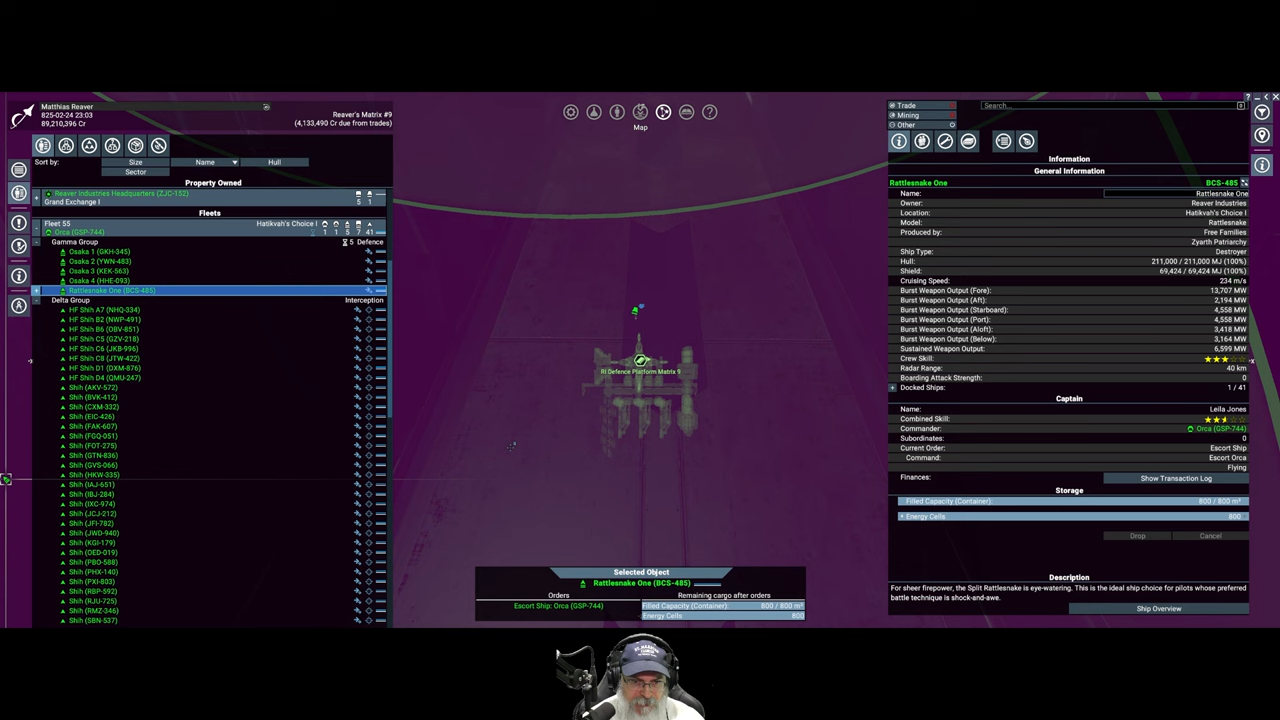 Matthias Reaver
825-02-24 23:03
89,210,396 Cr
Reaver's Matrix #9
(4,133,490 Cr due from trades)
Sort by:
Size
Name
Hull
Sector
Property Owned
Reaver Industries Headquarters (ZJC-152)
Grand Exchange I
5 1
Fleets
Fleet 55
Hatikvah's Choice I
Orca (GSP-744)
1 1 5 7 41
Gamma Group
5 Defence
Osaka 1 (GKH-345)
Osaka 2 (YWN-483)
Osaka 3 (KEK-563)
Osaka 4 (HHE-093)
Rattlesnake One (BCS-485)
Delta Group
Interception
HF Shih A7 (NHQ-334)
HF Shih B2 (NWP-491)
HF Shih B6 (OBV-851)
HF Shih C5 (GZV-218)
HF Shih C6 (JKB-996)
HF Shih C8 (JTW-422)
HF Shih D1 (DXM-876)
HF Shih D4 (QMU-247)
Shih (AKV-572)
Shih (BVK-412)
Shih (CXM-332)
Shih (EIC-426)
Shih (FAK-607)
Shih (FGQ-051)
Shih (FOT-275)
Shih (GTN-836)
Shih (GVS-066)
Shih (HKW-335)
Shih (IAJ-651)
Shih (IBJ-284)
Shih (IXC-974)
Shih (JCJ-212)
Shih (JFI-782)
Shih (JWD-940)
Shih (KGI-179)
Shih (OED-019)
Shih (PBO-588)
Shih (PHX-140)
Shih (PXI-803)
Shih (RBP-592)
Shih (RJU-725)
Shih (RMZ-346)
Shih (SBN-537)
Map
RI Defence Platform Matrix 9
Selected Object
Rattlesnake One (BCS-485)
Orders
Remaining cargo after orders
Escort Ship: Orca (GSP-744)
Filled Capacity (Container): 800 / 800 m³
Energy Cells 800
Trade
Mining
Other
Search...
Information
General Information
Rattlesnake One BCS-485
Name: Rattlesnake One
Owner: Reaver Industries
Location: Hatikvah's Choice I
Model: Rattlesnake
Produced by: Free Families
Zyarth Patriarchy
Ship Type: Destroyer
Hull: 211,000 / 211,000 MJ (100%)
Shield: 69,424 / 69,424 MJ (100%)
Cruising Speed: 234 m/s
Burst Weapon Output (Fore): 13,707 MW
Burst Weapon Output (Aft): 2,194 MW
Burst Weapon Output (Starboard): 4,558 MW
Burst Weapon Output (Port): 4,558 MW
Burst Weapon Output (Aloft): 3,418 MW
Burst Weapon Output (Below): 3,164 MW
Sustained Weapon Output: 6,599 MW
Crew Skill:
Radar Range: 40 km
Boarding Attack Strength: 0
Docked Ships: 1 / 41
Captain
Name: Leila Jones
Combined Skill:
Commander: Orca (GSP-744)
Subordinates: 0
Current Order: Escort Ship
Command: Escort Orca
Flying
Finances:
Show Transaction Log
Storage
Filled Capacity (Container): 800 / 800 m³
Energy Cells 800
Drop
Cancel
Description
For sheer firepower, the Split Rattlesnake is eye-watering. This is the ideal ship choice for pilots whose preferred
battle technique is shock-and-awe.
Ship Overview